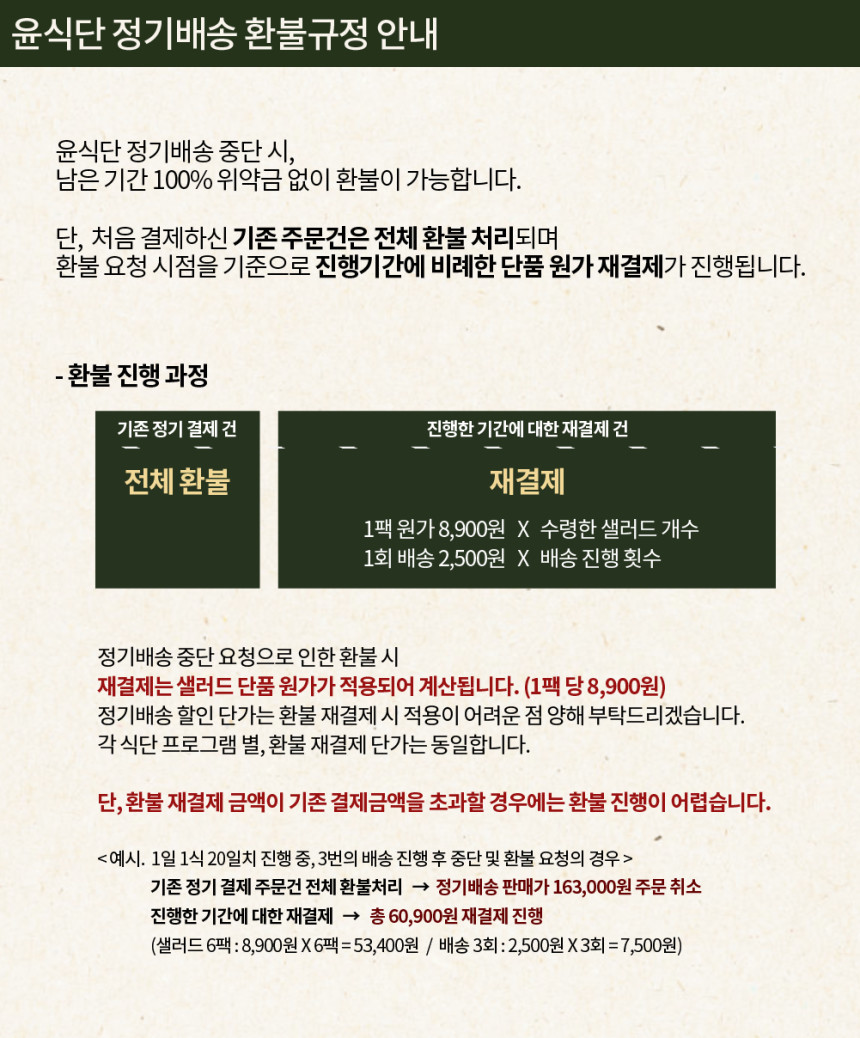 윤식단 정기배송 환불규정 안내
윤식단 정기배송 중단 시,
남은 기간 100% 위약금 없이 환불이 가능합니다.
단, 처음 결제하신 기존 주문건은 전체 환불 처리되며
환불 요청 시점을 기준으로 진행기간에 비례한 단품 원가 재결제가 진행됩니다.
- 환불 진행 과정
기존 정기 결제 건
전체 환불
진행한 기간에 대한 재결제 건
재결제
1팩 원가 8,900원 X 수령한 샐러드 개수
1회 배송 2,500원 X 배송 진행 횟수
정기배송 중단 요청으로 인한 환불 시
재결제는 샐러드 단품 원가가 적용되어 계산됩니다. (1팩 당 8,900원)
정기배송 할인 단가는 환불 재결제 시 적용이 어려운 점 양해 부탁드리겠습니다.
각 식단 프로그램 별, 환불 재결제 단가는 동일합니다.
단, 환불 재결제 금액이 기존 결제금액을 초과할 경우에는 환불 진행이 어렵습니다.
< 예시. 1일 1식 20일치 진행 중, 3번의 배송 진행 후 중단 및 환불 요청의 경우 >
기존 정기 결제 주문건 전체 환불처리 → 정기배송 판매가 163,000원 주문 취소
진행한 기간에 대한 재결제 → 총 60,900원 재결제 진행
(샐러드 6팩 : 8,900원 X 6팩 = 53,400원 / 배송 3회 : 2,500원 X 3회 = 7,500원)